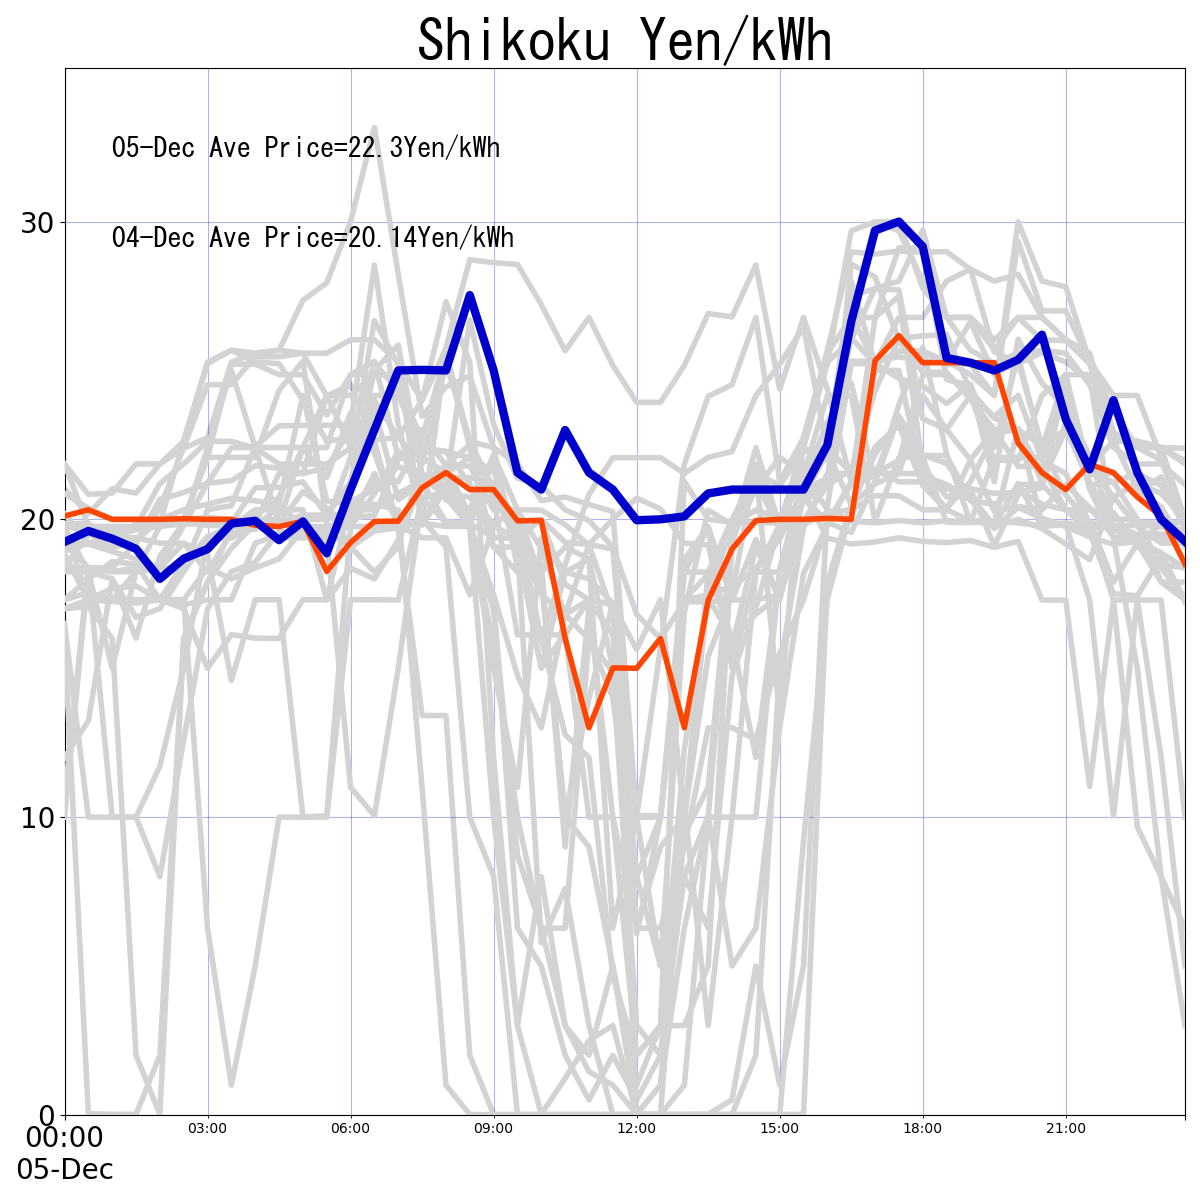 Shikoku Yen/kWh
05-Dec Ave Price=22.3Yen/kWh
04-Dec Ave Price=20.14Yen/kWh
30
20
10
0
00:00 03:00 06:00 09:00 12:00 15:00 18:00 21:00
05-Dec